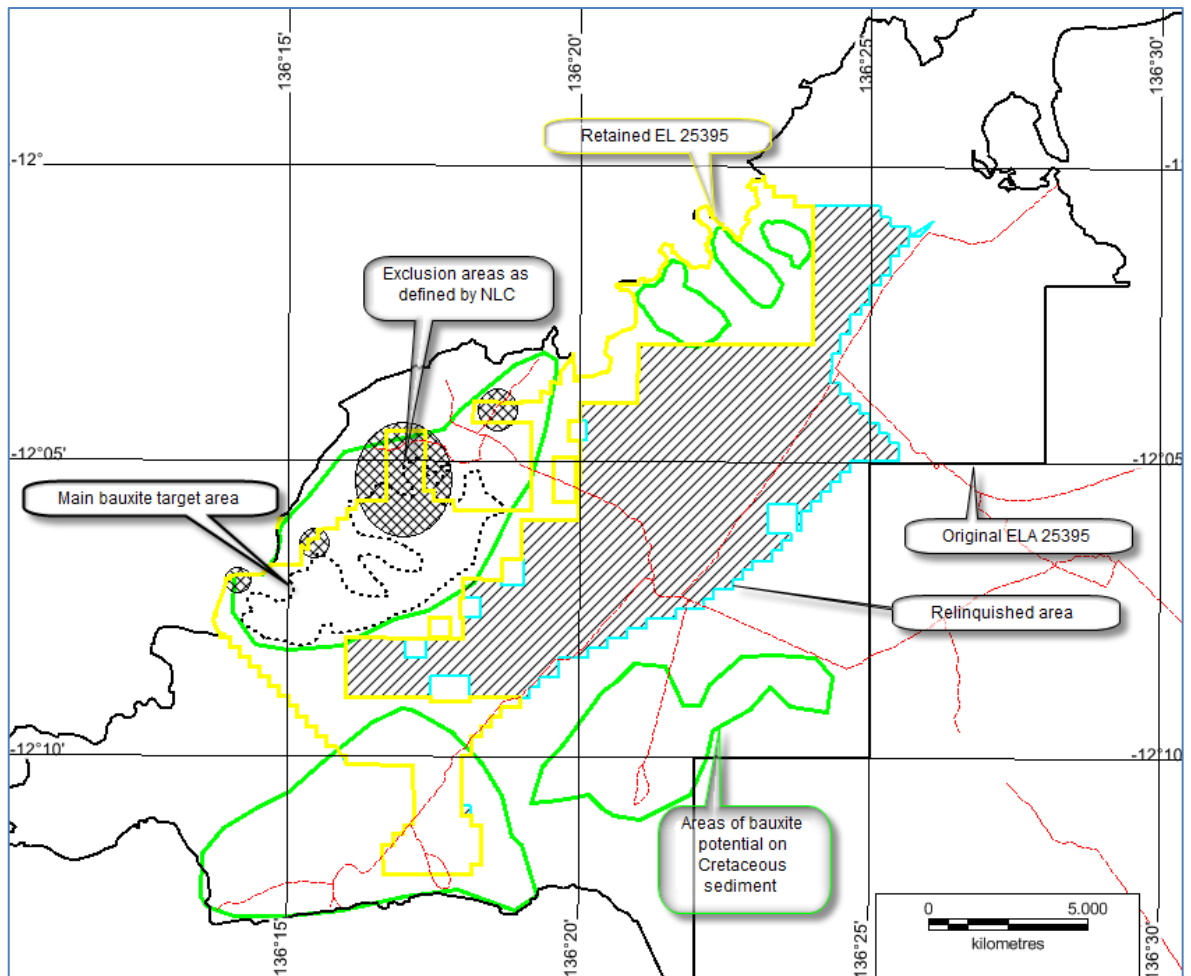 136°15'
136°20'
136°25'
136°30'
Retained EL 25395
-12°
-1
Exclusion areas as
defined by NLC
-12°05'
-12°05'
Main bauxite target area
Original ELA 25395
Relinquished area
-12°10'
-12°10'
Areas of bauxite
potential on
Cretaceous
sediment
0
5.000
kilometres
136°15'
136°20'
136°25'
136°30'